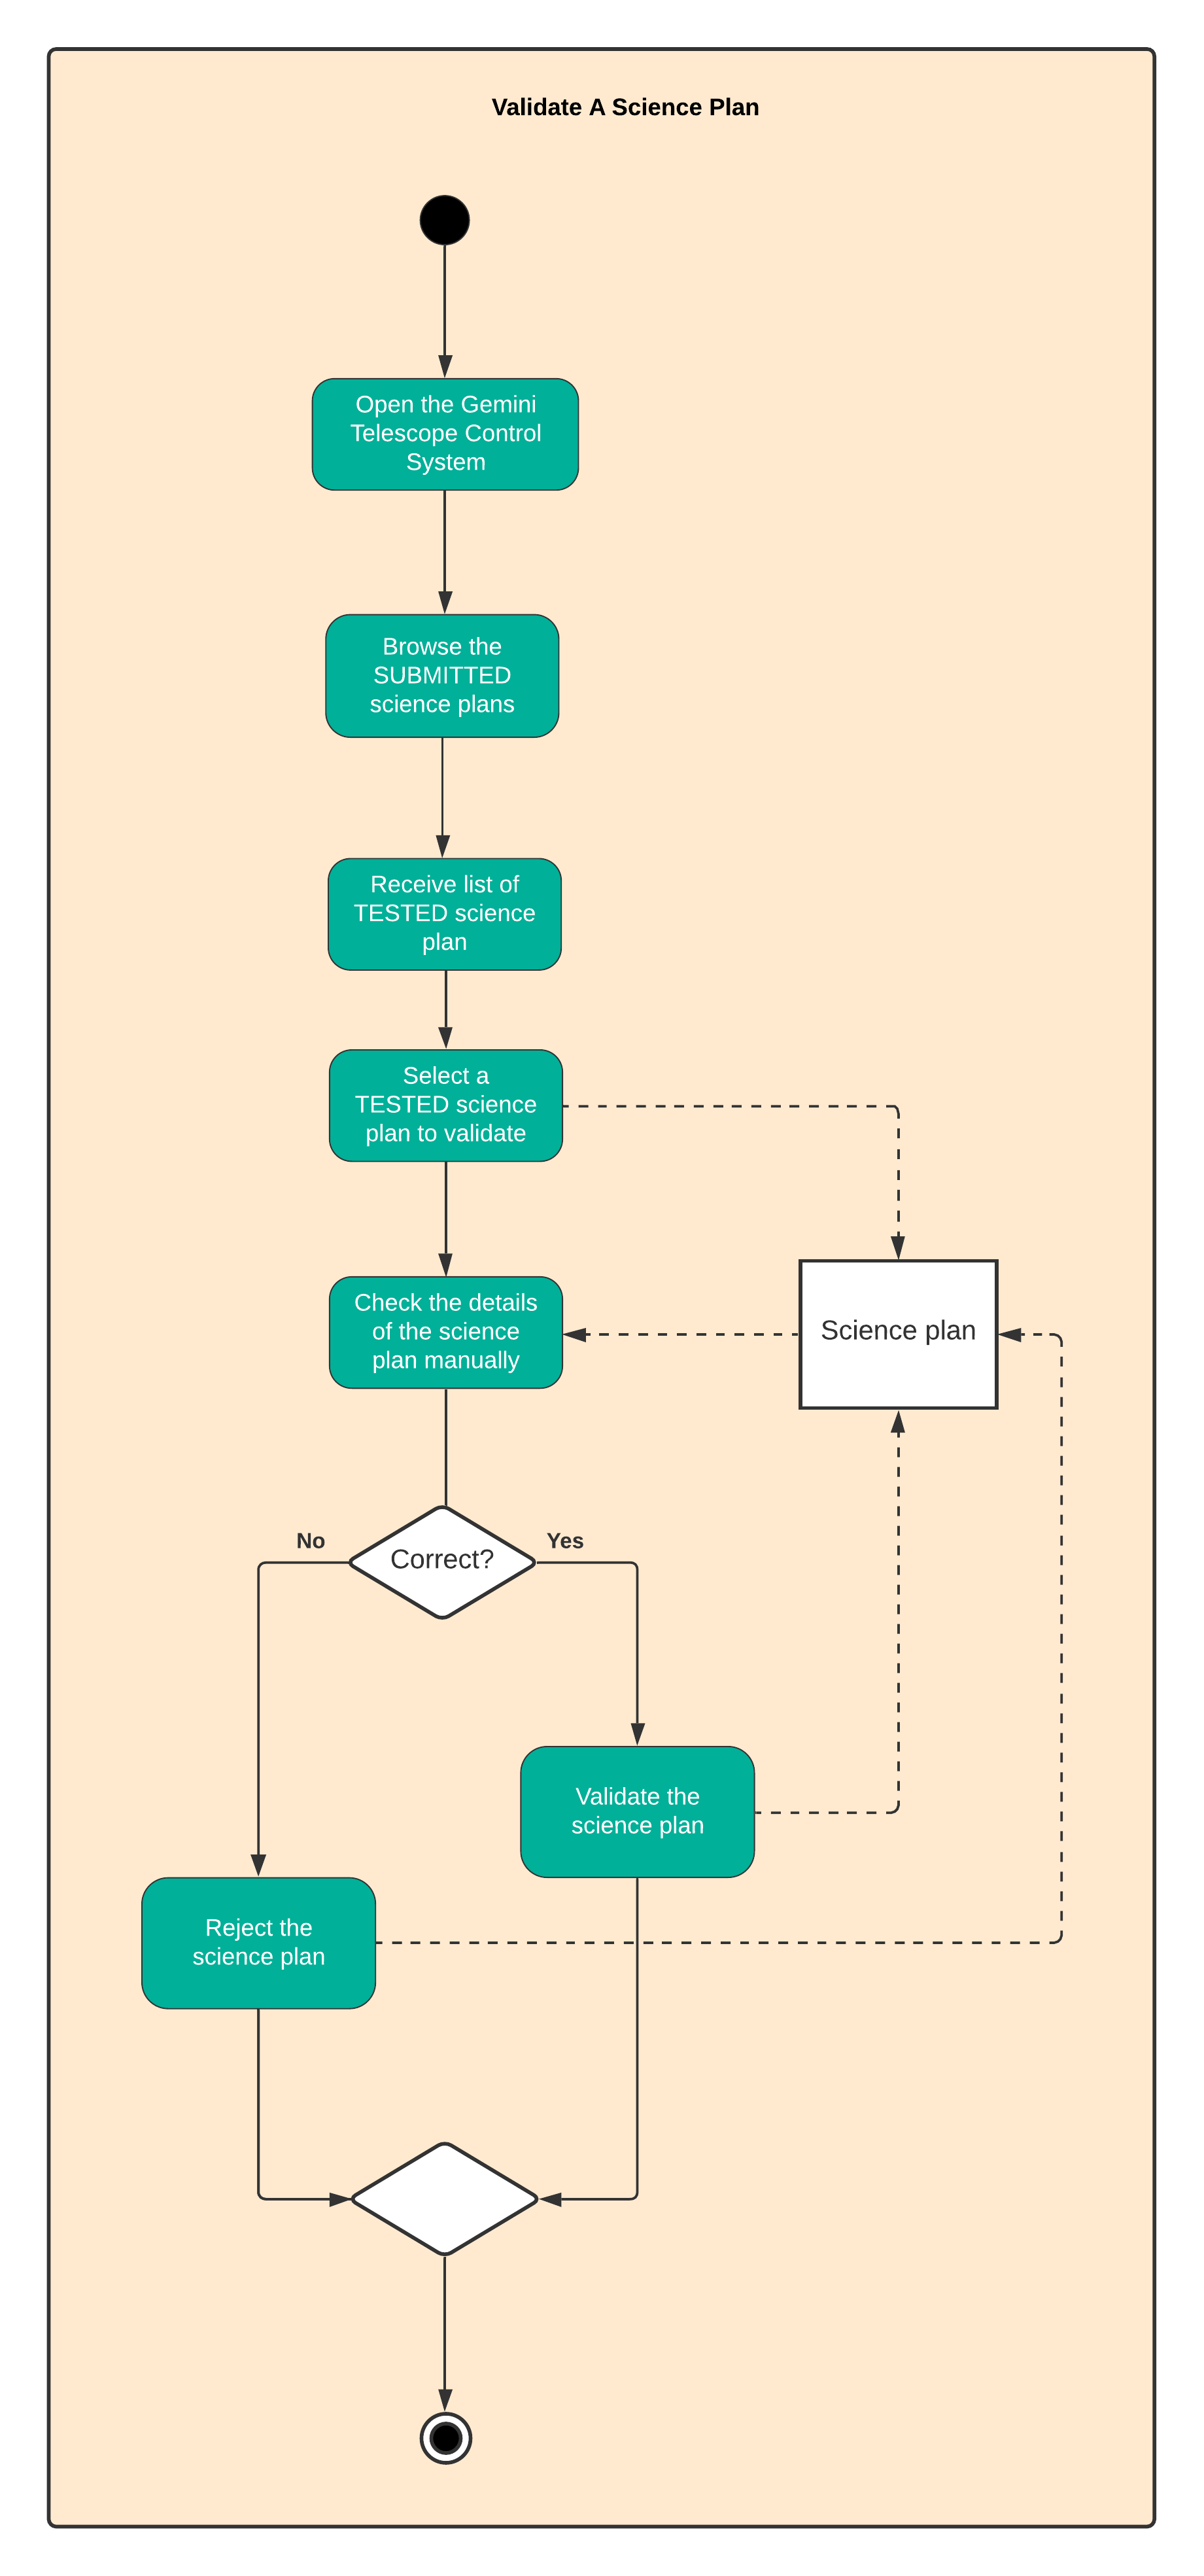 Validate A Science Plan
Open the Gemini
Telescope Control
System
Browse the
SUBMITTED
science plans
Receive list of
TESTED science
plan
Select a
TESTED science
plan to validate
Check the details
of the science
plan manually
Science plan
No
Yes
Correct?
Validate the
science plan
Reject the
science plan